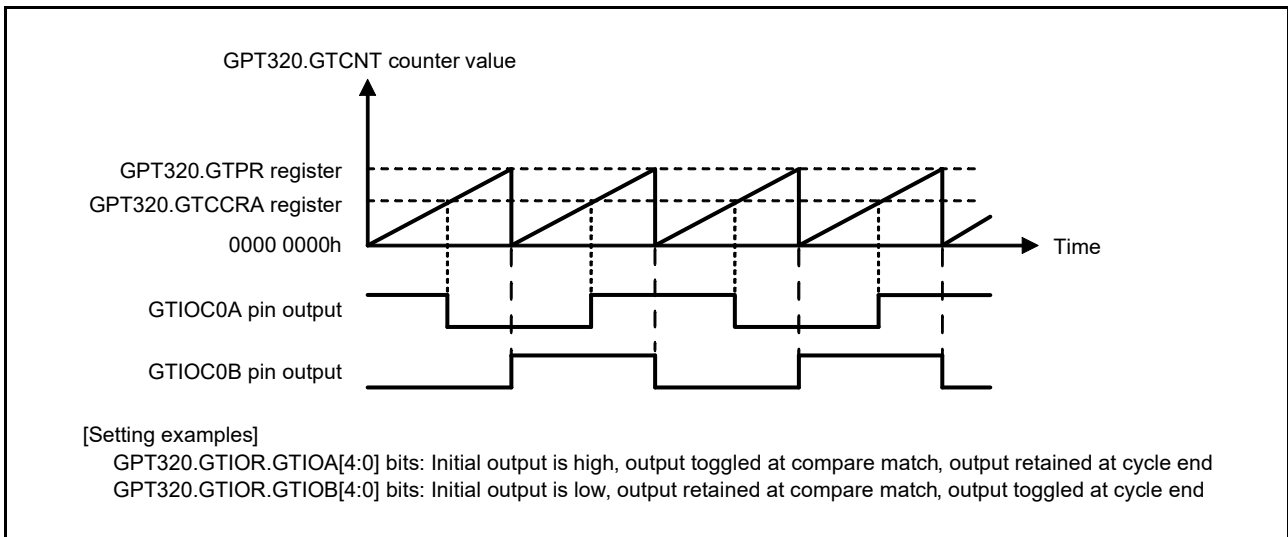 GPT320.GTCNT counter value
GPT320.GTPR register
GPT320.GTCCRA register
0000 0000h
Time
GTIOC0A pin output
GTIOC0B pin output
[Setting examples]
GPT320.GTIOR.GTIOA[4:0] bits: Initial output is high, output toggled at compare match, output retained at cycle end
GPT320.GTIOR.GTIOB[4:0] bits: Initial output is low, output retained at compare match, output toggled at cycle end